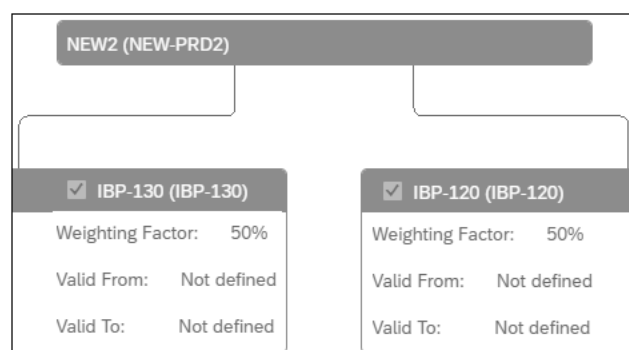 NEW2 (NEW-PRD2)
IBP-130 (IBP-130)
Weighting Factor: 50%
Valid From: Not defined
Valid To: Not defined
IBP-120 (IBP-120)
Weighting Factor: 50%
Valid From: Not defined
Valid To: Not defined